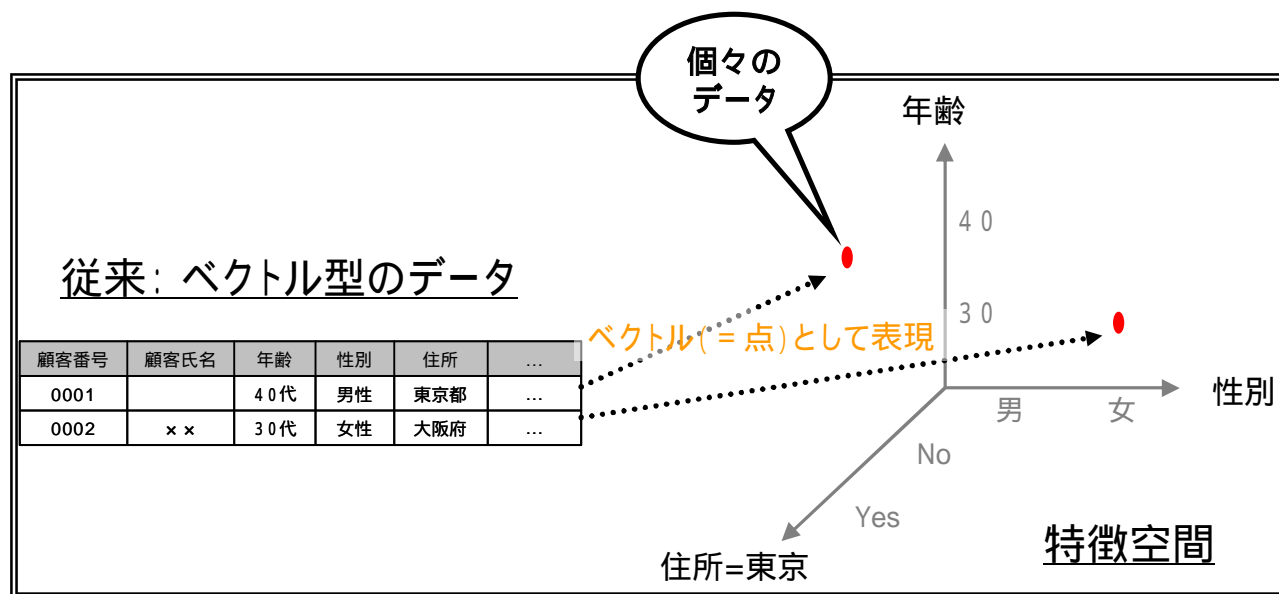 個々の
データ
年齢
40
従来: ベクトル型のデータ
30
ベクトル(=点)として表現
顧客番号 顧客氏名 年齢 性別 住所 …
0001 40代 男性 東京都 …
0002 ×× 30代 女性 大阪府 …
性別
男 女
No
Yes
特徴空間
住所=東京